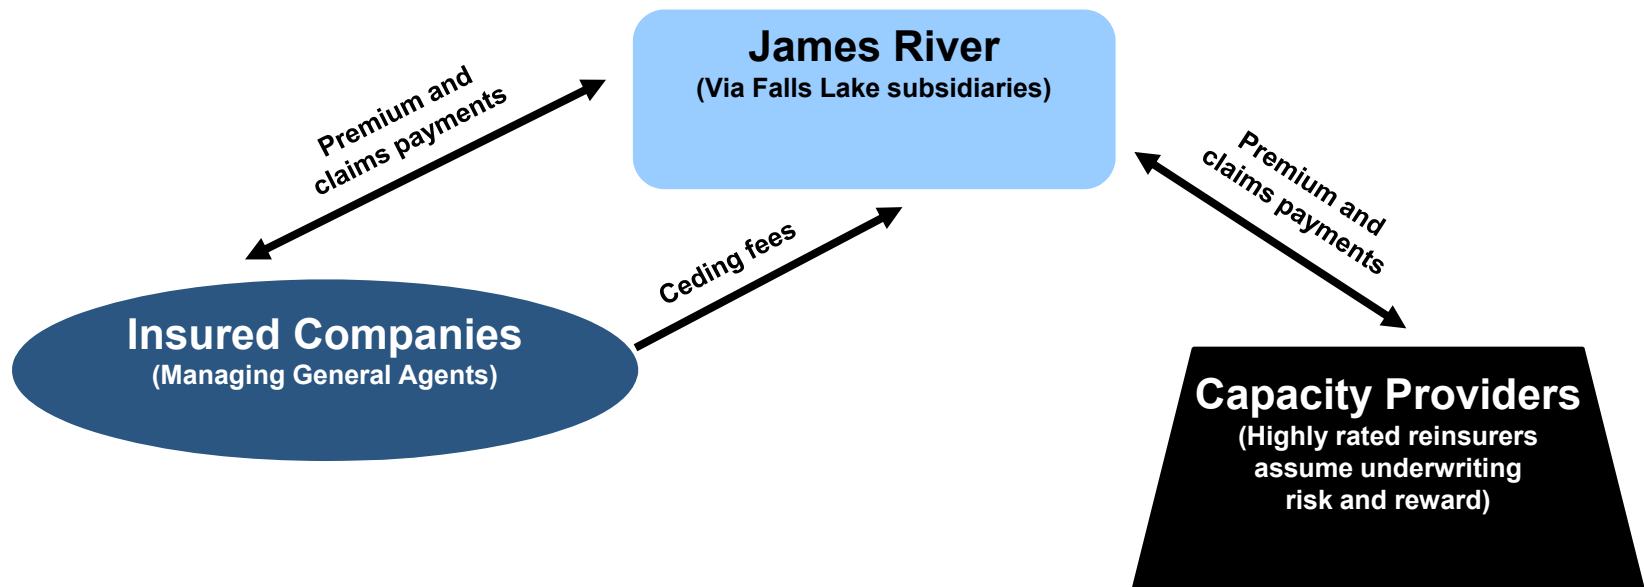 James River
(Via Falls Lake subsidiaries)
Premium and
claims payments
Premium and
claims payments
Ceding fees
Insured Companies
(Managing General Agents)
Capacity Providers
(Highly rated reinsurers
assume underwriting
risk and reward)